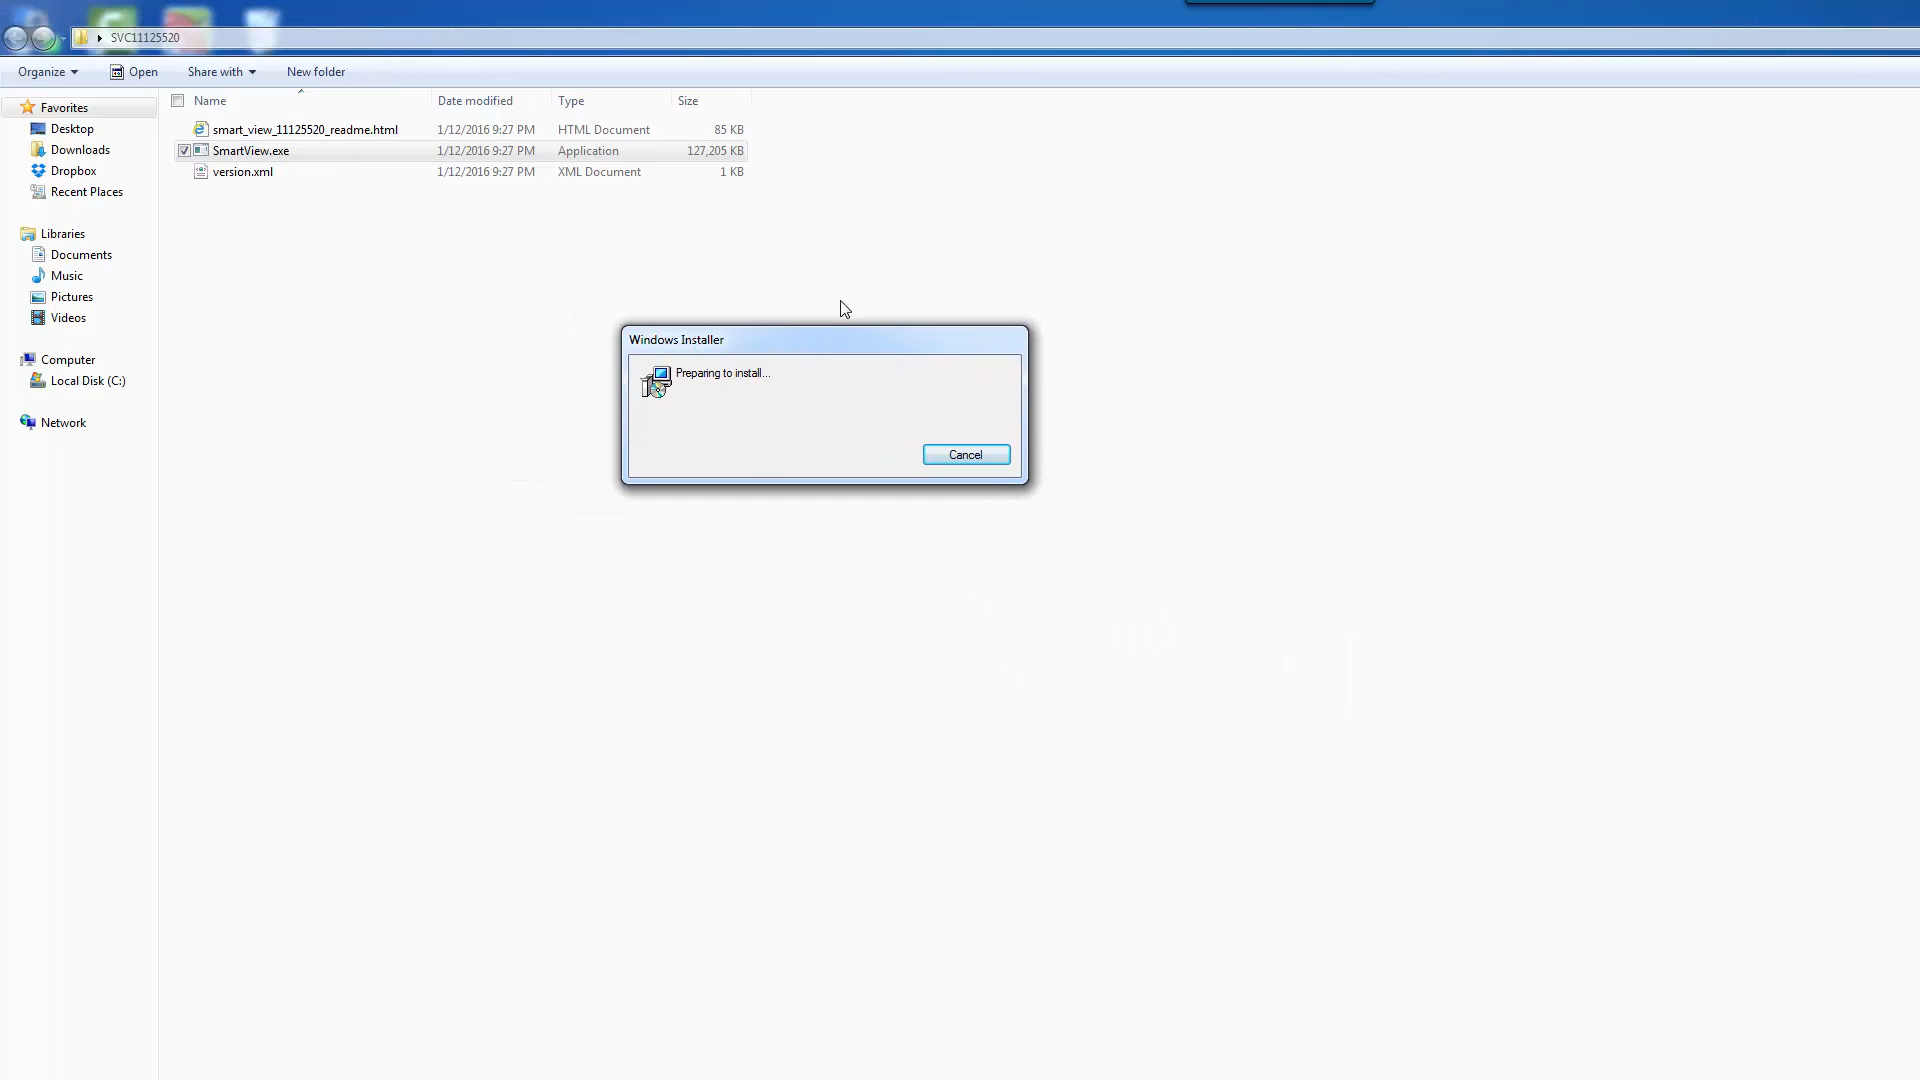 SVC11125520
Organize Open Share with New folder
Name Date modified Type Size
Favorites
Desktop
Downloads
Dropbox
Recent Places
Libraries
Documents
Music
Pictures
Videos
Computer
Local Disk (C:)
Network
smart_view_11125520_readme.html 1/12/2016 9:27 PM HTML Document 85 KB
SmartView.exe 1/12/2016 9:27 PM Application 127,205 KB
version.xml 1/12/2016 9:27 PM XML Document 1 KB
Windows Installer
Preparing to install...
Cancel